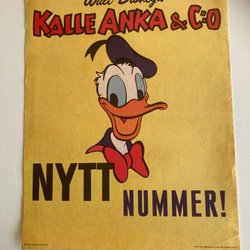 Walt Disney's
KALLE ANKA & C:O
NYTT
NUMMER!